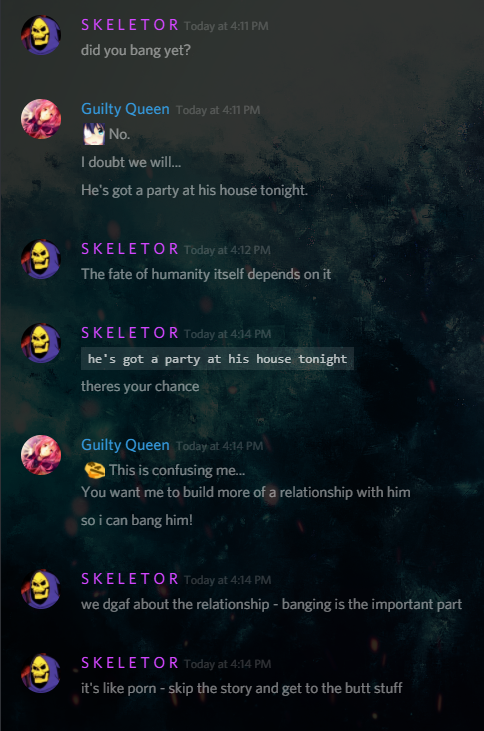 S K E L E T O R Today at 4:11 PM
did you bang yet?
Guilty Queen Today at 4:11 PM
No.
I doubt we will...
He's got a party at his house tonight.
S K E L E T O R Today at 4:12 PM
The fate of humanity itself depends on it
S K E L E T O R Today at 4:14 PM
he's got a party at his house tonight
theres your chance
Guilty Queen Today at 4:14 PM
This is confusing me...
You want me to build more of a relationship with him
so i can bang him!
S K E L E T O R Today at 4:14 PM
we dgaf about the relationship - banging is the important part
S K E L E T O R Today at 4:14 PM
it's like porn - skip the story and get to the butt stuff